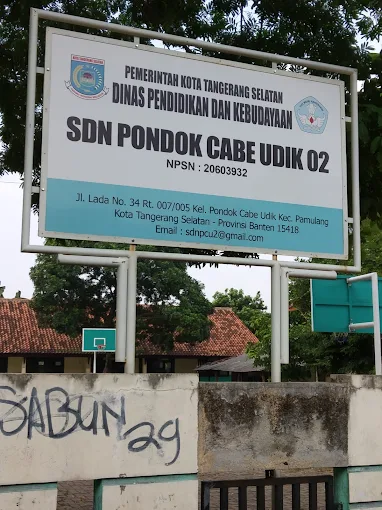 PEMERINTAH KOTA TANGERANG SELATAN
DINAS PENDIDIKAN DAN KEBUDAYAAN
SDN PONDOK CABE UDIK 02
NPSN : 20603932
Jl. Lada No. 34 Rt. 007/005 Kel. Pondok Cabe Udik Kec. Pamulang
Kota Tangerang Selatan - Provinsi Banten 15418
Email : sdnpcu2@gmail.com
SABUN 29